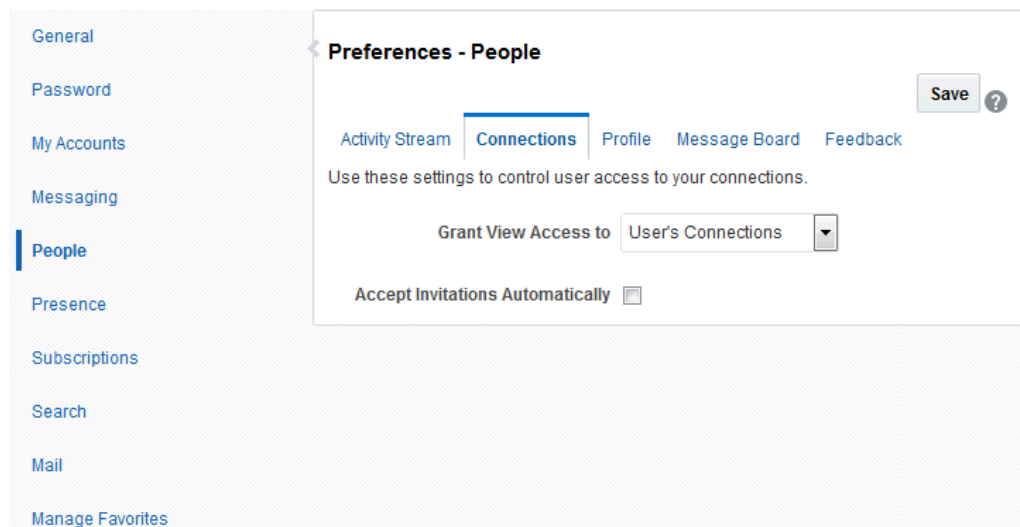 General
Password
My Accounts
Messaging
People
Presence
Subscriptions
Search
Mail
Manage Favorites
Preferences - People
Save ?
Activity Stream Connections Profile Message Board Feedback
Use these settings to control user access to your connections.
Grant View Access to User's Connections
Accept Invitations Automatically